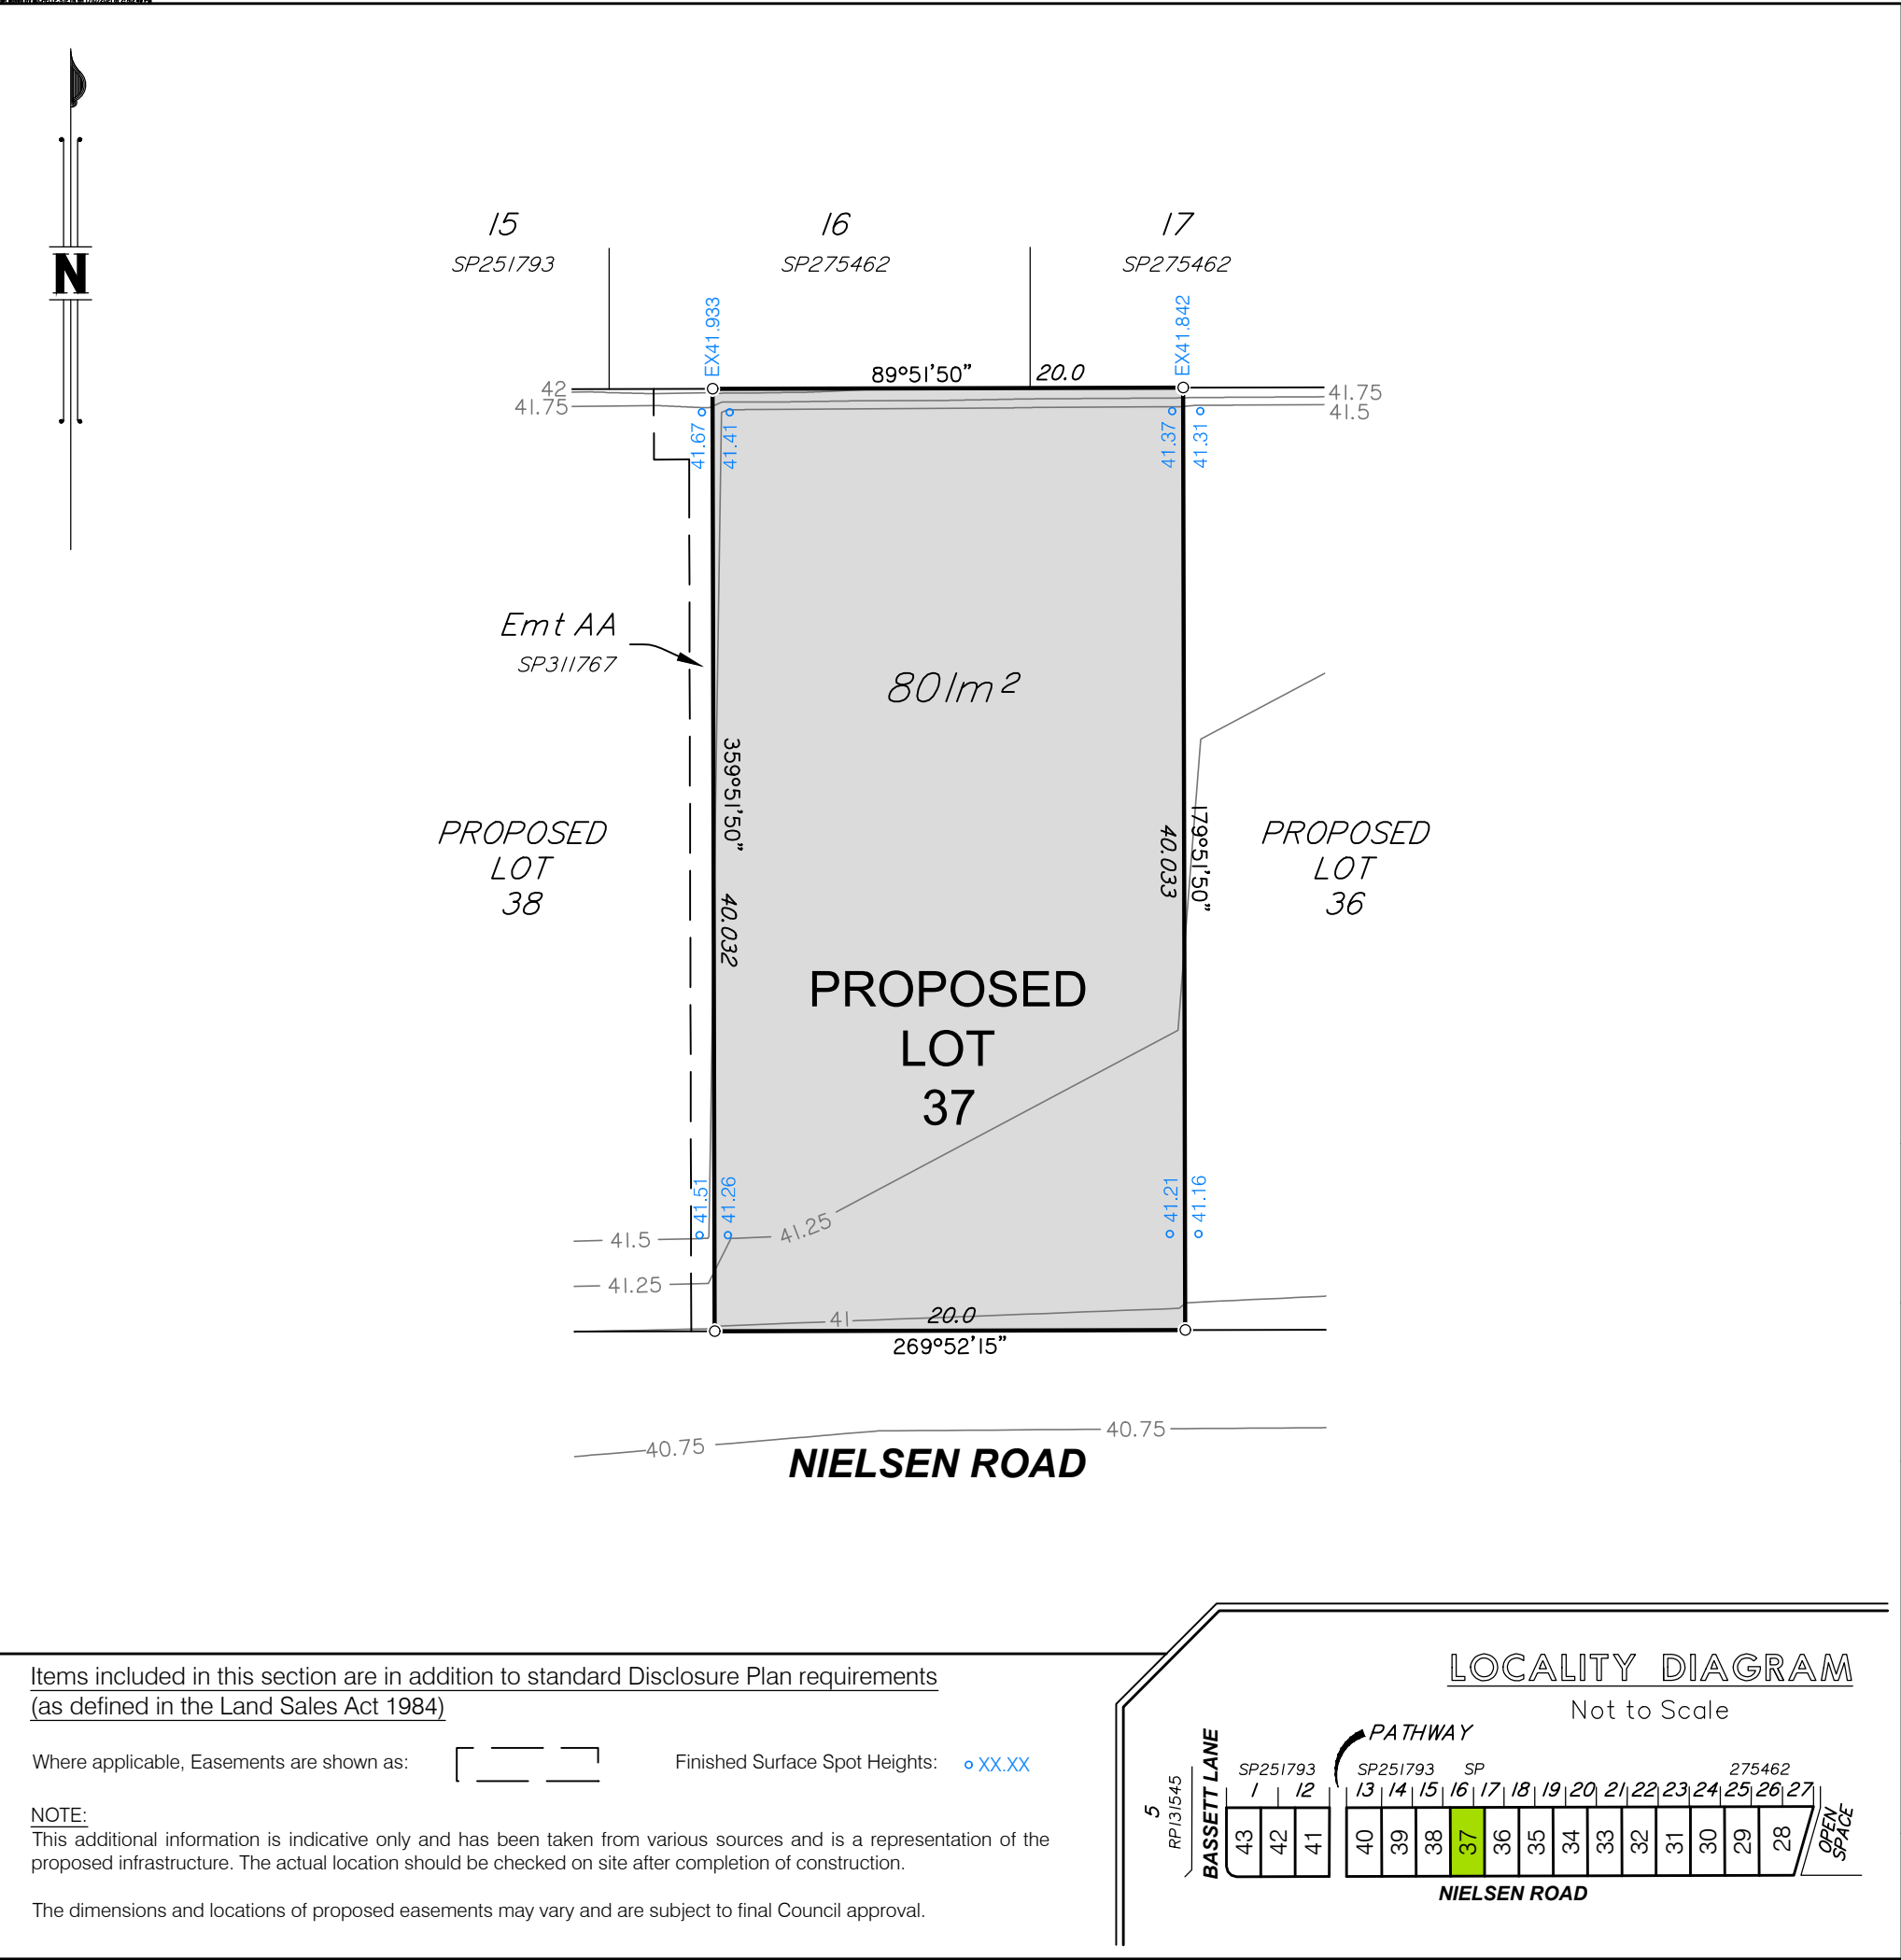 N
15
SP251793
16
SP275462
17
SP275462
EX41.933
EX41.842
89°51'50"
20.0
42
41.75
41.75
41.5
41.67
41.41
41.37
41.31
Emt AA
SP311767
801m²
359°51'50"
40.032
40.033
179°51'50"
PROPOSED
LOT
38
PROPOSED
LOT
36
PROPOSED
LOT
37
41.51
41.26
41.21
41.16
41.5
41.25
41.25
41
20.0
269°52'15"
40.75
40.75
NIELSEN ROAD
Items included in this section are in addition to standard Disclosure Plan requirements
(as defined in the Land Sales Act 1984)
Where applicable, Easements are shown as:
Finished Surface Spot Heights: XX.XX
NOTE:
This additional information is indicative only and has been taken from various sources and is a representation of the
proposed infrastructure. The actual location should be checked on site after completion of construction.
The dimensions and locations of proposed easements may vary and are subject to final Council approval.
LOCALITY DIAGRAM
Not to Scale
PATHWAY
5
RP131545
BASSETT LANE
SP251793 SP251793 SP 275462
1 12 13 14 15 16 17 18 19 20 21 22 23 24 25 26 27
43 42 41 40 39 38 37 36 35 34 33 32 31 30 29 28
OPEN
SPACE
NIELSEN ROAD